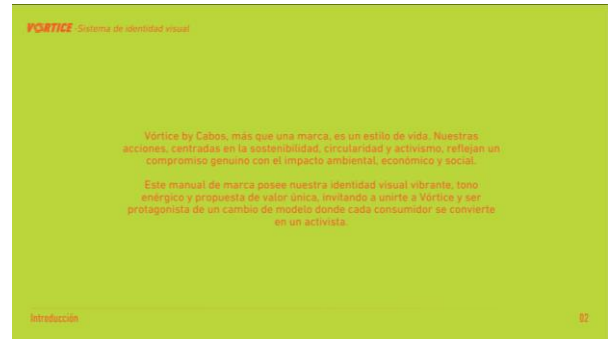 VÓRTICE -Sistema de identidad visual
Vórtice by Cabos, más que una marca, es un estilo de vida. Nuestras
acciones, centradas en la sostenibilidad, circularidad y activismo, reflejan un
compromiso genuino con el impacto ambiental, económico y social.
Este manual de marca posee nuestra identidad visual vibrante, tono
enérgico y propuesta de valor única, invitando a unirte a Vórtice y ser
protagonista de un cambio de modelo donde cada consumidor se convierte
en un activista.
Introducción
02